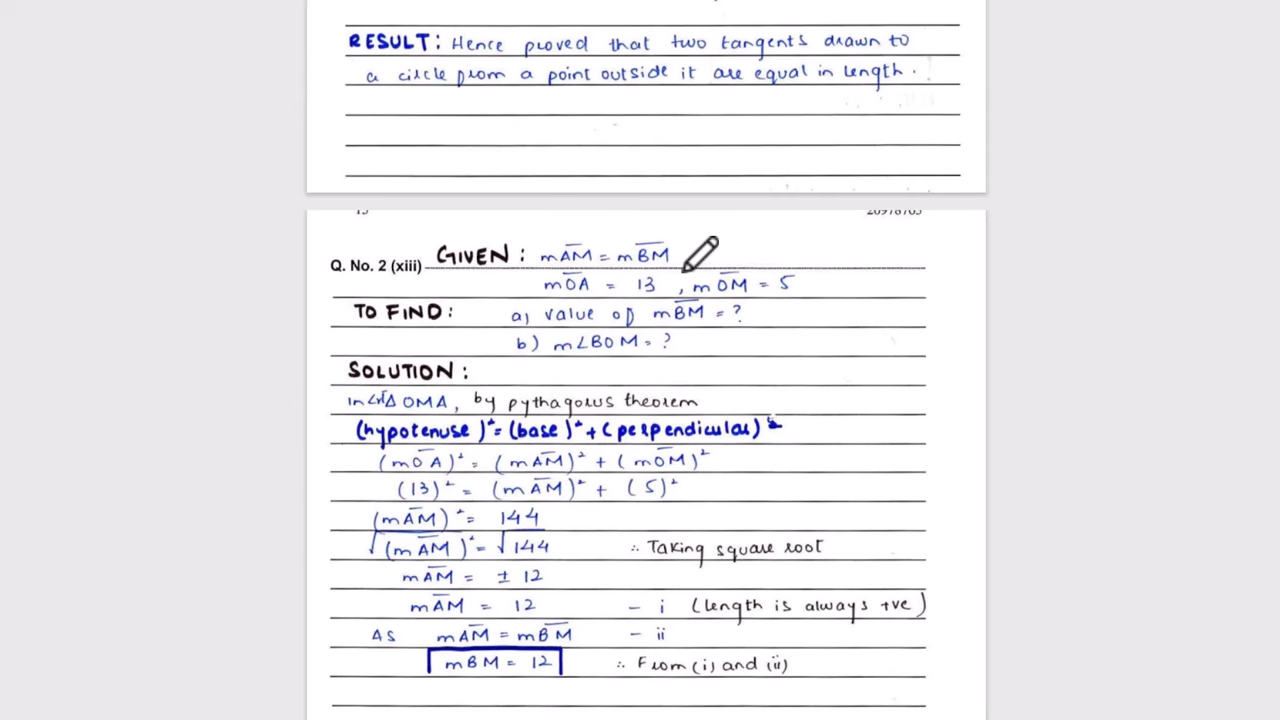 RESULT: Hence proved that two tangents drawn to
a circle from a point outside it are equal in length.
Q. No. 2 (xiii) GIVEN: mAM = mBM
mOA = 13 , mOM = 5
TO FIND: a) value of mBM = ?
b) m∠BOM = ?
SOLUTION:
In ∠rt Δ OMA, by pythagorus theorem
(hypotenuse)² = (base)² + (perpendicular)²
(mOA)² = (mAM)² + (mOM)²
(13)² = (mAM)² + (5)²
(mAM)² = 144
√(mAM)² = √144 ∴ Taking square root
mAM = ± 12
mAM = 12 - i (length is always +ve)
AS mAM = mBM - ii
mBM = 12 ∴ From (i) and (ii)